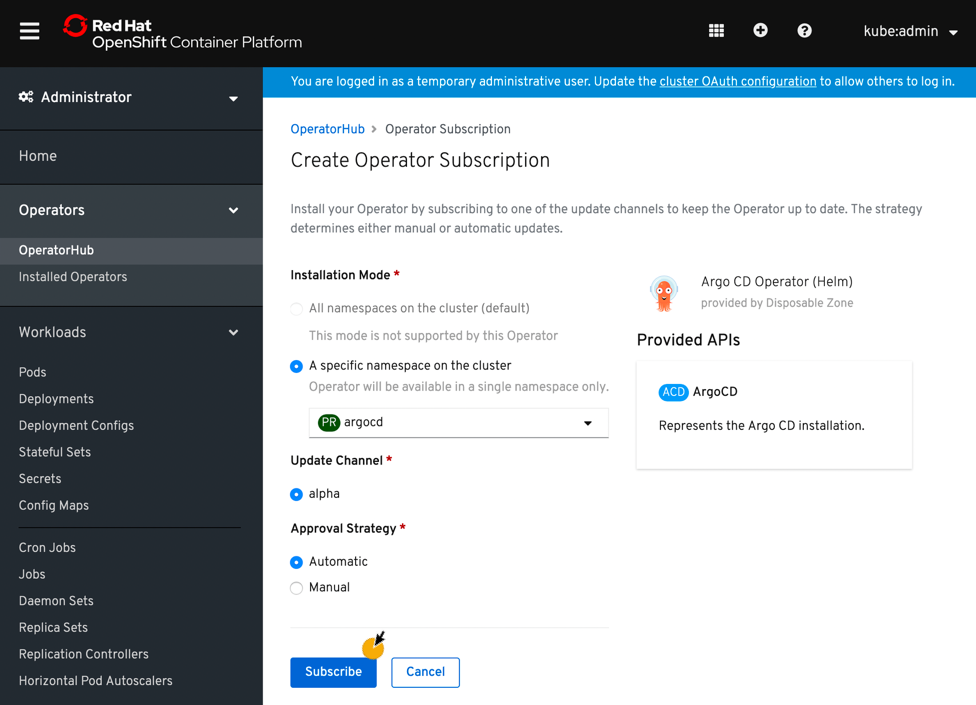 Red Hat
OpenShift Container Platform
kube:admin
Administrator
Home
Operators
OperatorHub
Installed Operators
Workloads
Pods
Deployments
Deployment Configs
Stateful Sets
Secrets
Config Maps
Cron Jobs
Jobs
Daemon Sets
Replica Sets
Replication Controllers
Horizontal Pod Autoscalers
You are logged in as a temporary administrative user. Update the cluster OAuth configuration to allow others to log in.
OperatorHub > Operator Subscription
Create Operator Subscription
Install your Operator by subscribing to one of the update channels to keep the Operator up to date. The strategy
determines either manual or automatic updates.
Installation Mode *
All namespaces on the cluster (default)
This mode is not supported by this Operator
A specific namespace on the cluster
Operator will be available in a single namespace only.
PR argocd
Update Channel *
alpha
Approval Strategy *
Automatic
Manual
Subscribe
Cancel
Argo CD Operator (Helm)
provided by Disposable Zone
Provided APIs
ACD ArgoCD
Represents the Argo CD installation.